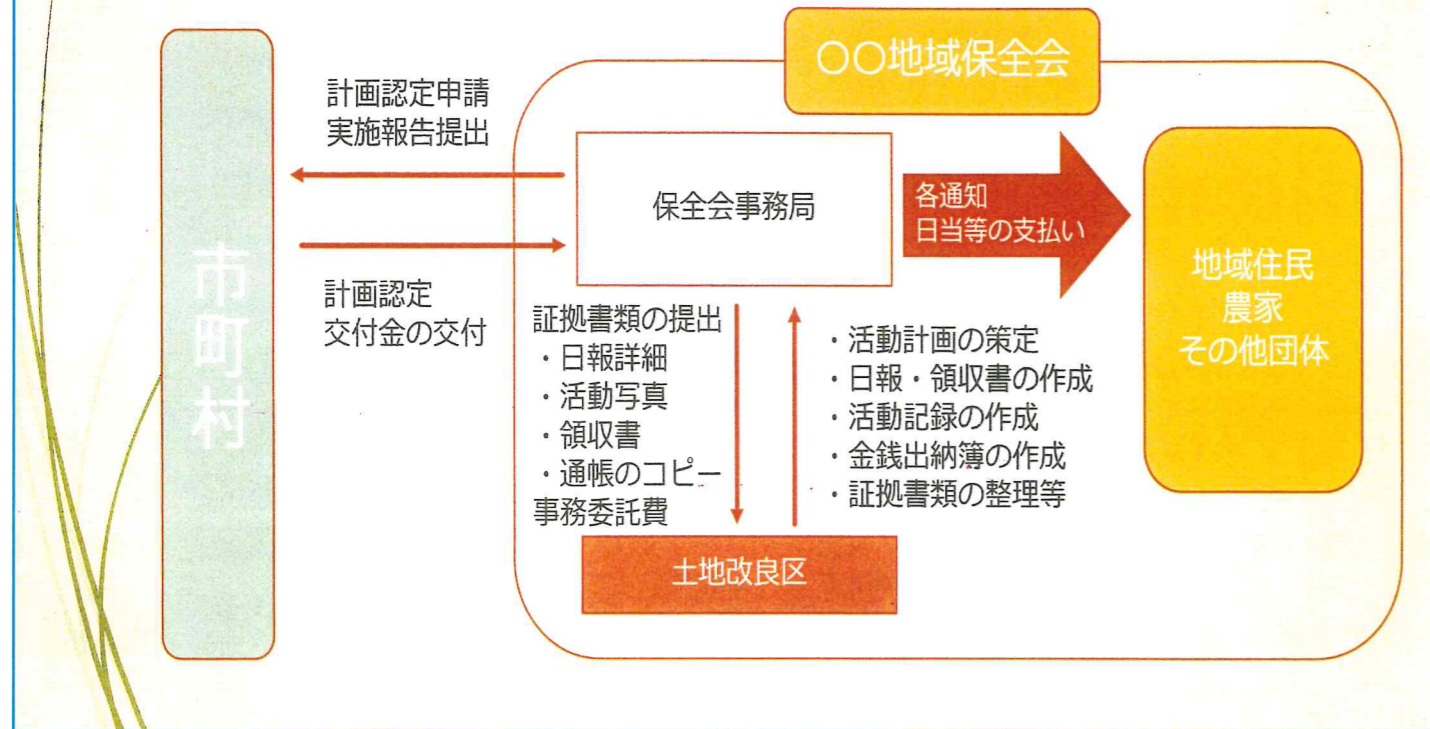 〇〇地域保全会
市町村
計画認定申請
実施報告提出
計画認定
交付金の交付
保全会事務局
各通知
日当等の支払い
地域住民
農家
その他団体
証拠書類の提出
・日報詳細
・活動写真
・領収書
・通帳のコピー
事務委託費
・活動計画の策定
・日報・領収書の作成
・活動記録の作成
・金銭出納簿の作成
・証拠書類の整理等
土地改良区